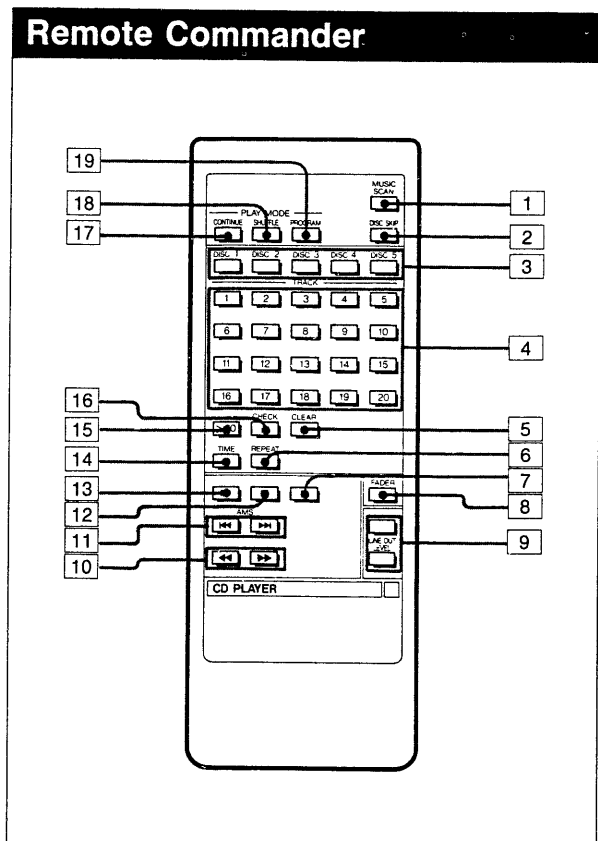 Remote Commander
19
18
17
MUSIC
SCAN
1
PLAY MODE
CONTINUE SHUFFLE PROGRAM
DISC SKIP
2
DISC 1 DISC 2 DISC 3 DISC 4 DISC 5
3
TRACK
1 2 3 4 5
6 7 8 9 10
4
11 12 13 14 15
16 17 18 19 20
16
CHECK CLEAR
15
5
TIME REPEAT
14
6
13
7
FADER
12
8
AMS
11
LINE OUT
LEVEL
9
10
CD PLAYER